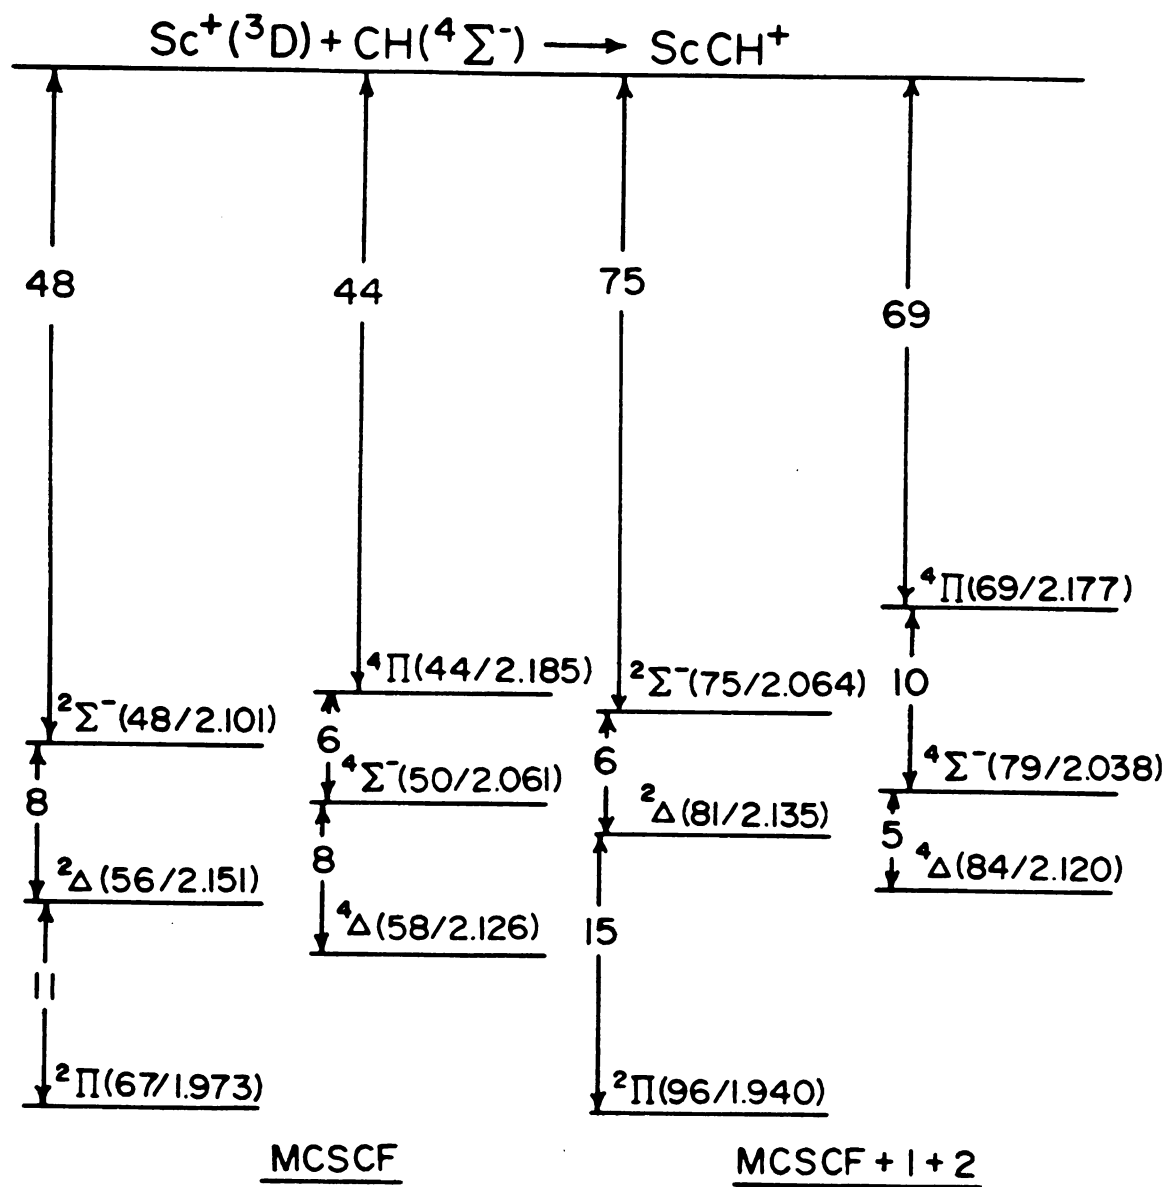 Sc⁺(³D) + CH(⁴Σ⁻) → ScCH⁺
48
44
75
69
⁴Π(69/2.177)
⁴Π(44/2.185)
²Σ⁻(75/2.064)
10
²Σ⁻(48/2.101)
6
6
⁴Σ⁻(50/2.061)
⁴Σ⁻(79/2.038)
8
²Δ(81/2.135)
5
8
⁴Δ(84/2.120)
²Δ(56/2.151)
⁴Δ(58/2.126)
15
11
²Π(67/1.973)
²Π(96/1.940)
MCSCF
MCSCF + 1 + 2